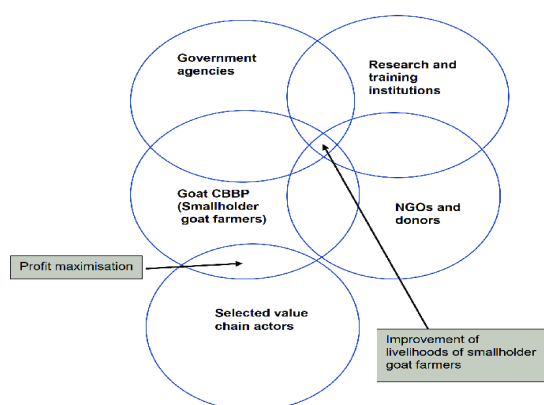 Government
agencies
Research and
training
institutions
Goat CBBP
(Smallholder
goat farmers)
NGOs and
donors
Profit maximisation
Selected value
chain actors
Improvement of
livelihoods of smallholder
goat farmers